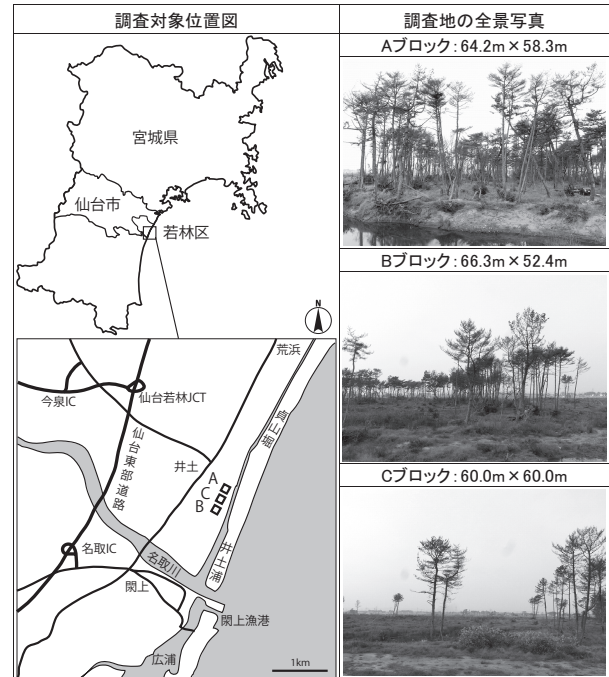 調査対象位置図
宮城県
仙台市
若林区
N
荒浜
今泉IC
仙台若林JCT
貞山堀
仙台東部道路
井土
A
C
B
名取IC
名取川
井土浦
閖上
閖上漁港
広浦
1km
調査地の全景写真
Aブロック：64.2m×58.3m
Bブロック：66.3m×52.4m
Cブロック：60.0m×60.0m